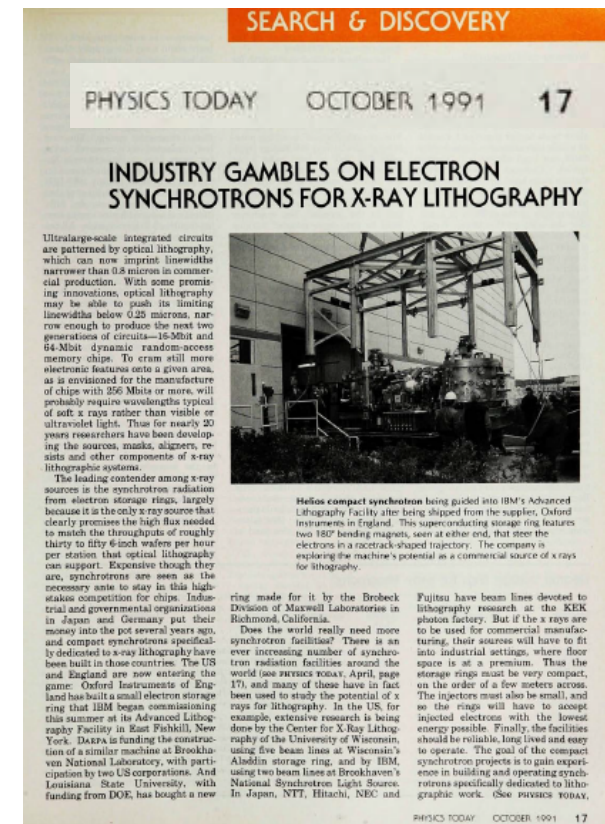 SEARCH & DISCOVERY
PHYSICS TODAY OCTOBER 1991 17
INDUSTRY GAMBLES ON ELECTRON
SYNCHROTRONS FOR X-RAY LITHOGRAPHY
Ultralarge-scale integrated circuits
are patterned by optical lithography,
which can now imprint linewidths
narrower than 0.8 micron in commer-
cial production. With some promis-
ing innovations, optical lithography
may be able to push its limiting
linewidths below 0.25 microns, nar-
row enough to produce the next two
generations of circuits—16-Mbit and
64-Mbit dynamic random-access
memory chips. To cram still more
electronic features onto a given area,
as is envisioned for the manufacture
of chips with 256 Mbits or more, will
probably require wavelengths typical
of soft x rays rather than visible or
ultraviolet light. Thus for nearly 20
years researchers have been develop-
ing the sources, masks, aligners, re-
sists and other components of x-ray
lithographic systems.
The leading contender among x-ray
sources is the synchrotron radiation
from electron storage rings, largely
because it is the only x-ray source that
clearly promises the high flux needed
to match the throughputs of roughly
thirty to fifty 6-inch wafers per hour
per station that optical lithography
can support. Expensive though they
are, synchrotrons are seen as the
necessary ante to stay in this high-
stakes competition for chips. Indus-
trial and governmental organizations
in Japan and Germany put their
money into the pot several years ago,
and compact synchrotrons specifical-
ly dedicated to x-ray lithography have
been built in those countries. The US
and England are now entering the
game: Oxford Instruments of Eng-
land has built a small electron storage
ring that IBM began commissioning
this summer at its Advanced Lithog-
raphy Facility in East Fishkill, New
York. DARPA is funding the construc-
tion of a similar machine at Brookha-
ven National Laboratory, with parti-
cipation by two US corporations. And
Louisiana State University, with
funding from DOE, has bought a new
Helios compact synchrotron being guided into IBM's Advanced
Lithography Facility after being shipped from the supplier, Oxford
Instruments in England. This superconducting storage ring features
two 180° bending magnets, seen at either end, that steer the
electrons in a racetrack-shaped trajectory. The company is
exploring the machine's potential as a commercial source of x rays
for lithography.
ring made for it by the Brobeck
Division of Maxwell Laboratories in
Richmond, California.
Does the world really need more
synchrotron facilities? There is an
ever increasing number of synchro-
tron radiation facilities around the
world (see PHYSICS TODAY, April, page
17), and many of these have in fact
been used to study the potential of x
rays for lithography. In the US, for
example, extensive research is being
done by the Center for X-Ray Lithog-
raphy of the University of Wisconsin,
using five beam lines at Wisconsin's
Aladdin storage ring, and by IBM,
using two beam lines at Brookhaven's
National Synchrotron Light Source.
In Japan, NTT, Hitachi, NEC and
Fujitsu have beam lines devoted to
lithography research at the KEK
photon factory. But if the x rays are
to be used for commercial manufac-
turing, their sources will have to fit
into industrial settings, where floor
space is at a premium. Thus the
storage rings must be very compact,
on the order of a few meters across.
The injectors must also be small, and
so the rings will have to accept
injected electrons with the lowest
energy possible. Finally, the facilities
should be reliable, long lived and easy
to operate. The goal of the compact
synchrotron projects is to gain experi-
ence in building and operating synch-
rotrons specifically dedicated to litho-
graphic work. (See PHYSICS TODAY,
PHYSICS TODAY OCTOBER 1991 17